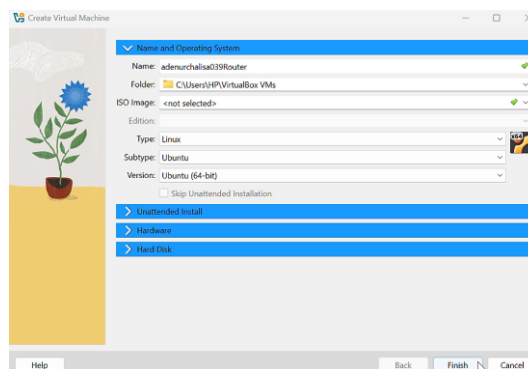 Create Virtual Machine
Name and Operating System
Name: adenurchalisa039Router
Folder: C:\Users\HP\VirtualBox VMs
ISO Image: <not selected>
Edition:
Type: Linux
Subtype: Ubuntu
Version: Ubuntu (64-bit)
Skip Unattended Installation
Unattended Install
Hardware
Hard Disk
Help Back Finish Cancel